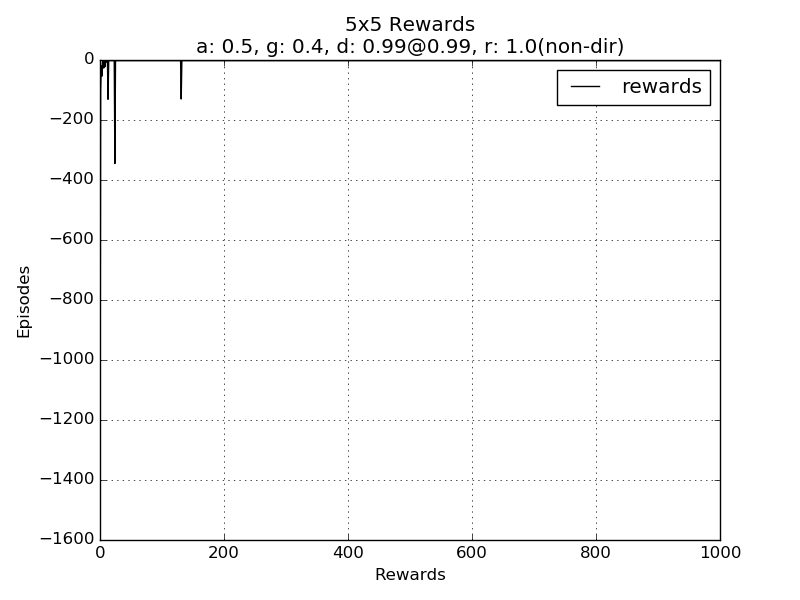 5x5 Rewards
a: 0.5, g: 0.4, d: 0.99@0.99, r: 1.0(non-dir)
rewards
0
−200
−400
−600
−800
−1000
−1200
−1400
−1600
Episodes
0 200 400 600 800 1000
Rewards